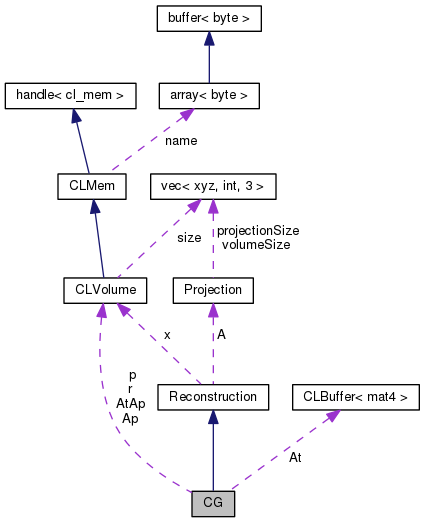 buffer< byte >
handle< cl_mem >
array< byte >
name
CLMem
vec< xyz, int, 3 >
size
projectionSize
volumeSize
CLVolume
Projection
x
A
p
r
AtAp
Ap
Reconstruction
CLBuffer< mat4 >
At
CG